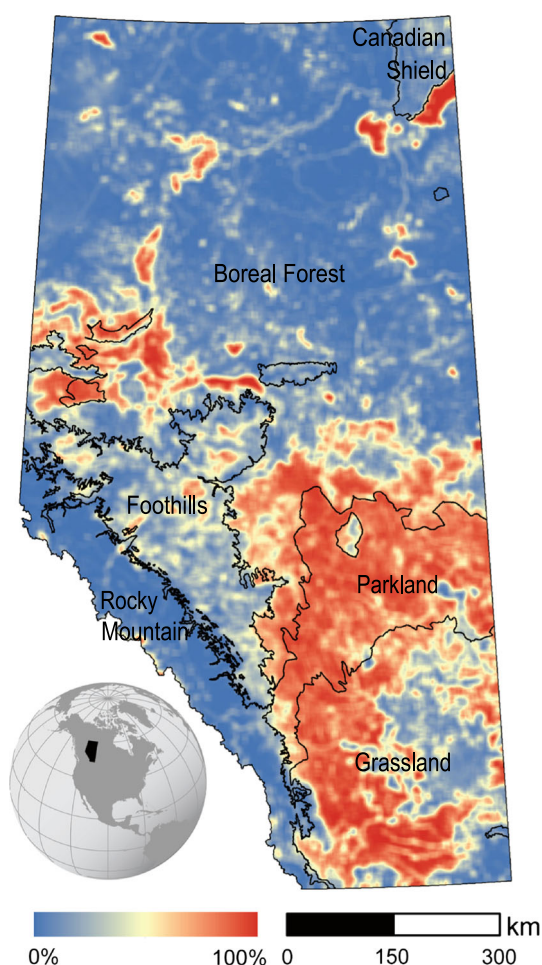 Canadian
Shield
Boreal Forest
Foothills
Parkland
Rocky
Mountain
Grassland
0% 100%
km
0 150 300